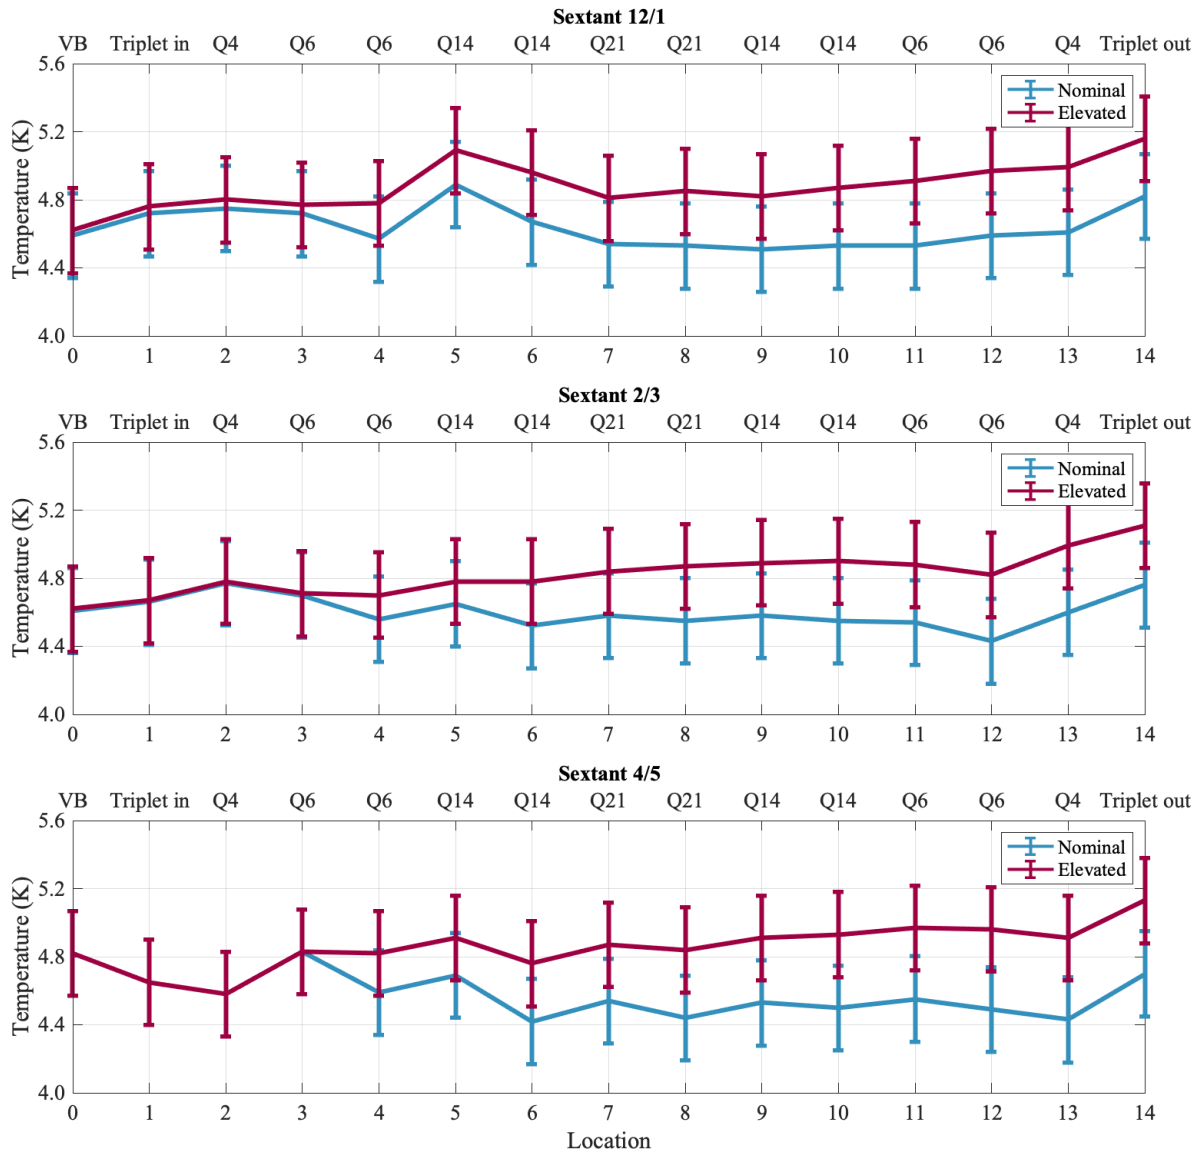 Sextant 12/1
VB Triplet in Q4 Q6 Q6 Q14 Q14 Q21 Q21 Q14 Q14 Q6 Q6 Q4 Triplet out
5.6
5.2
4.8
4.4
4.0
Temperature (K)
Nominal
Elevated
0 1 2 3 4 5 6 7 8 9 10 11 12 13 14
Sextant 2/3
VB Triplet in Q4 Q6 Q6 Q14 Q14 Q21 Q21 Q14 Q14 Q6 Q6 Q4 Triplet out
5.6
5.2
4.8
4.4
4.0
Temperature (K)
Nominal
Elevated
0 1 2 3 4 5 6 7 8 9 10 11 12 13 14
Sextant 4/5
VB Triplet in Q4 Q6 Q6 Q14 Q14 Q21 Q21 Q14 Q14 Q6 Q6 Q4 Triplet out
5.6
5.2
4.8
4.4
4.0
Temperature (K)
Nominal
Elevated
0 1 2 3 4 5 6 7 8 9 10 11 12 13 14
Location